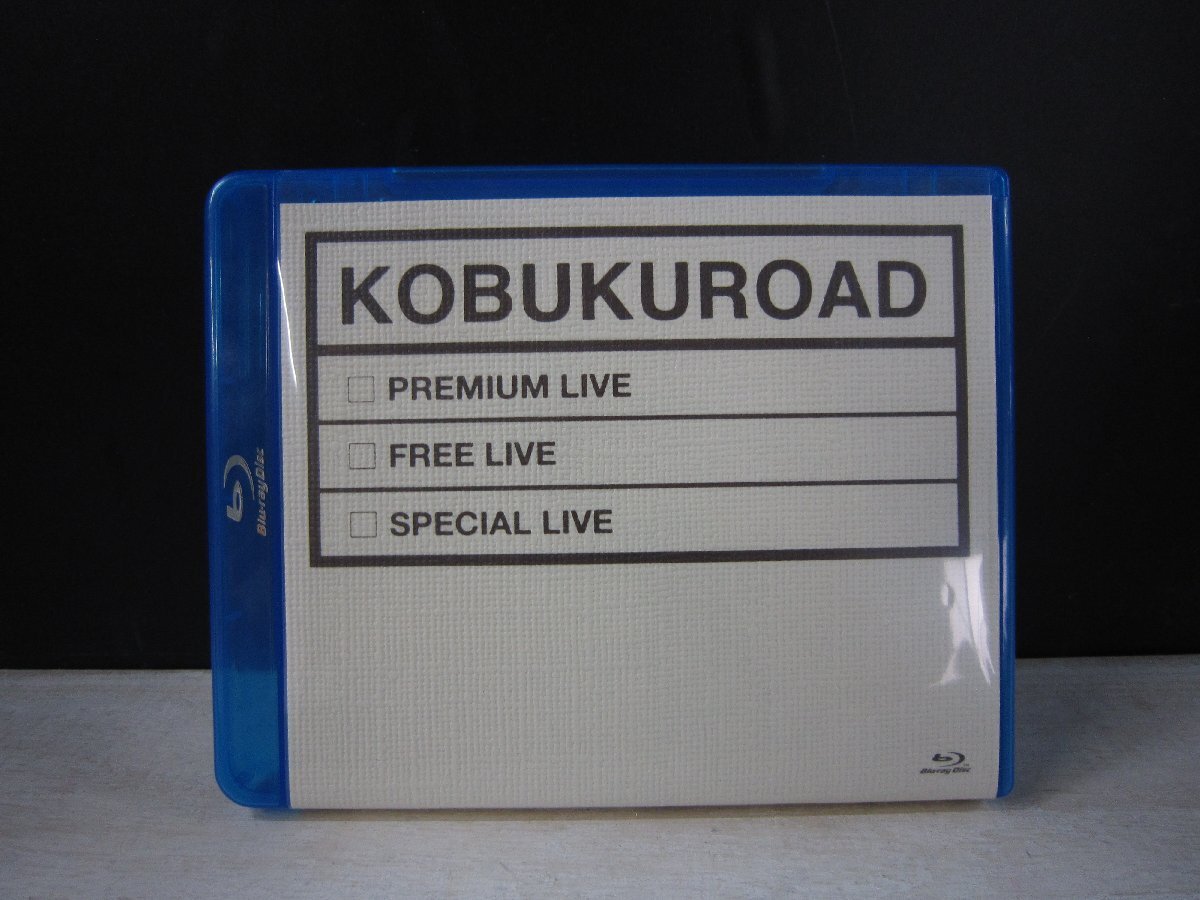 KOBUKUROAD
PREMIUM LIVE
FREE LIVE
SPECIAL LIVE
Blu-ray Disc
Blu-ray Disc